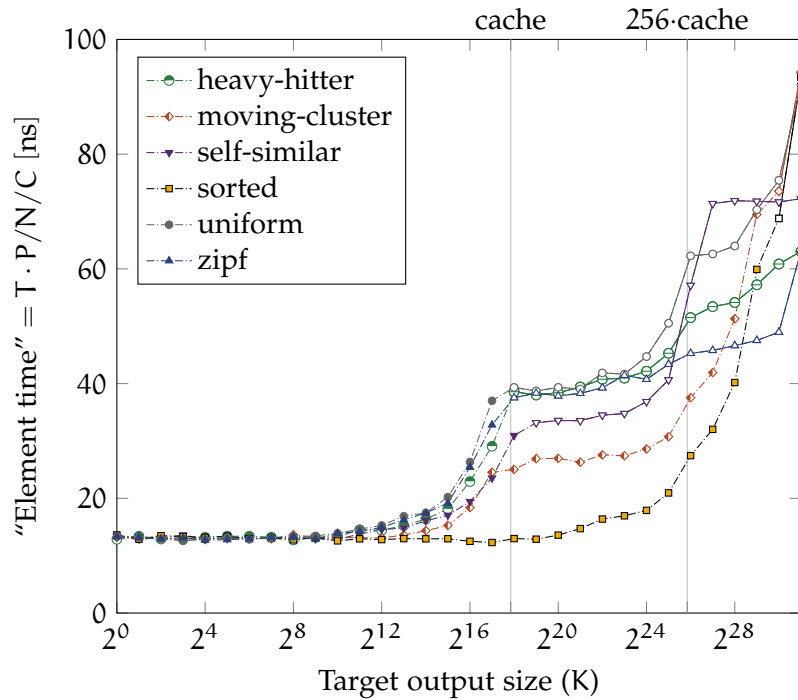 cache 256·cache
100
80
60
40
20
0
"Element time" = T · P/N/C [ns]
heavy-hitter
moving-cluster
self-similar
sorted
uniform
zipf
2^0 2^4 2^8 2^12 2^16 2^20 2^24 2^28
Target output size (K)